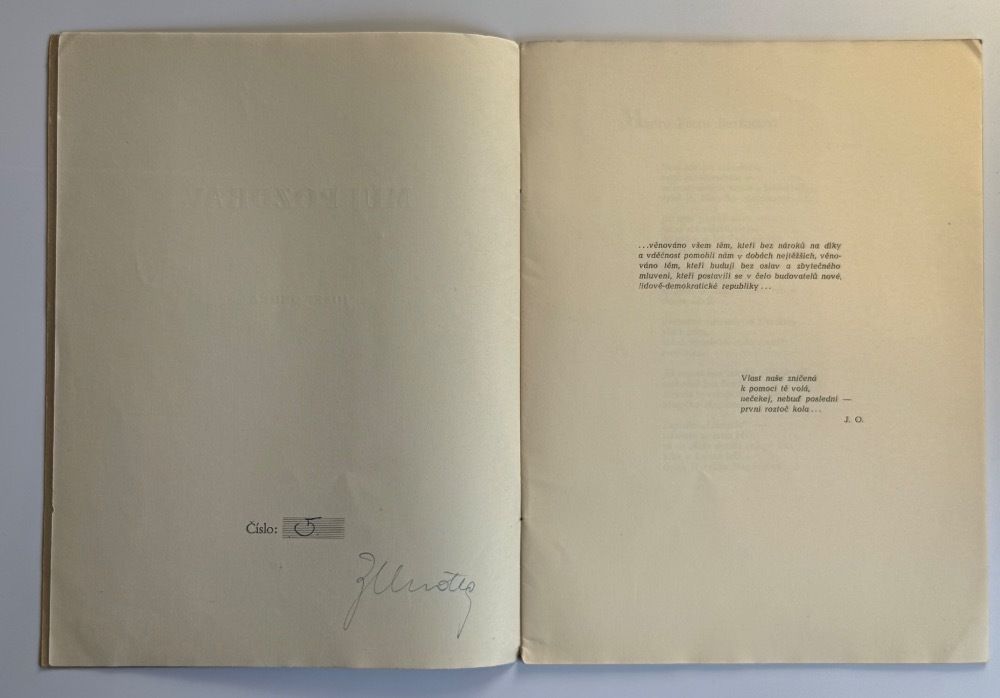 Číslo: 5
...věnováno všem těm, kteří bez nároků na díky
a vděčnost pomohli nám v dobách nejtěžších, věno-
váno těm, kteří budují bez oslav a zbytečného
mluvení, kteří postavili se v čelo budovatelů nové,
lidově-demokratické republiky...
Vlast naše zničená
k pomoci tě volá,
nečekej, nebuď poslední —
první roztoč kola...
J. O.